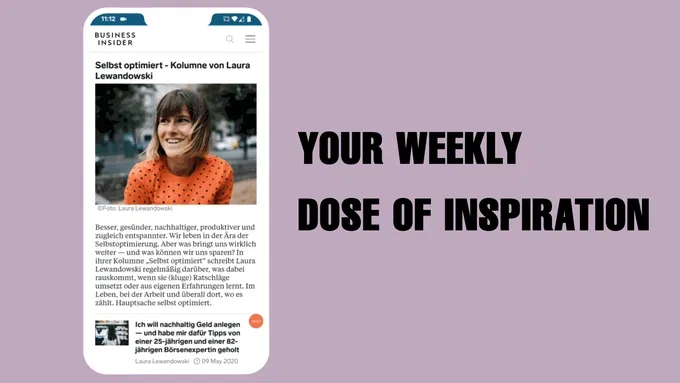 11:12
BUSINESS
INSIDER
Selbst optimiert - Kolumne von Laura
Lewandowski
©Foto: Laura Lewandowski
Besser, gesünder, nachhaltiger, produktiver und
zugleich entspannter. Wir leben in der Ära der
Selbstoptimierung. Aber was bringt uns wirklich
weiter — und was können wir uns sparen? In
ihrer Kolumne „Selbst optimiert“ schreibt Laura
Lewandowski regelmäßig darüber, was dabei
rauskommt, wenn sie (kluge) Ratschläge
umsetzt oder aus eigenen Erfahrungen lernt. Im
Leben, bei der Arbeit und überall dort, wo es
zählt. Hauptsache selbst optimiert.
Ich will nachhaltig Geld anlegen
— und habe mir dafür Tipps von
einer 25-jährigen und einer 82-
jährigen Börsenexpertin geholt
Laura Lewandowski 09 May 2020
YOUR WEEKLY
DOSE OF INSPIRATION